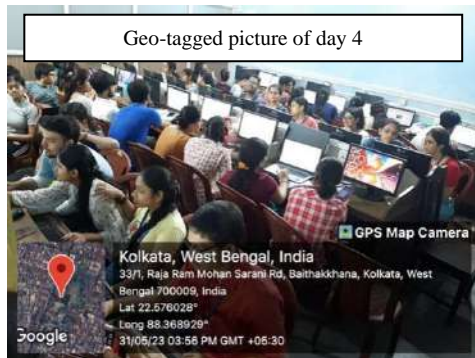 Geo-tagged picture of day 4
GPS Map Camera
Kolkata, West Bengal, India
33/1, Raja Ram Mohan Sarani Rd, Baithakkhana, Kolkata, West
Bengal 700009, India
Lat 22.576028°
Long 88.368929°
31/05/23 03:56 PM GMT +05:30
Google